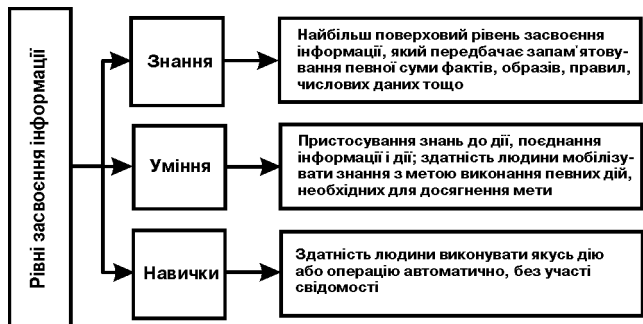 Рівні засвоєння інформації
Знання
Найбільш поверховий рівень засвоєння
інформації, який передбачає запам'ятову-
вування певної суми фактів, образів, правил,
числових даних тощо
Уміння
Пристосування знань до дії, поєднання
інформації і дії; здатність людини мобілізу-
вати знання з метою виконання певних дій,
необхідних для досягнення мети
Навички
Здатність людини виконувати якусь дію
або операцію автоматично, без участі
свідомості